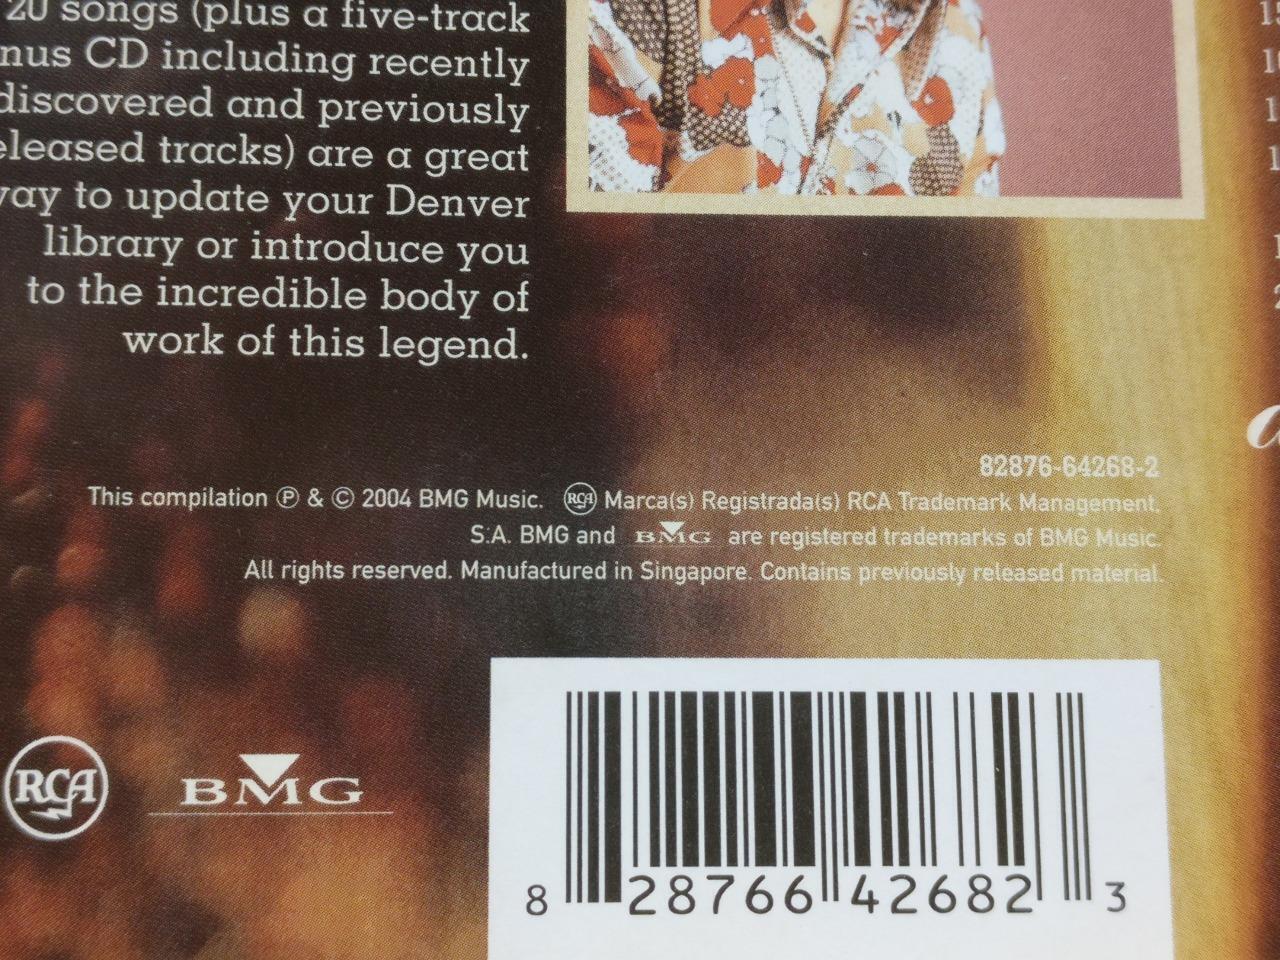 20 songs (plus a five-track
nus CD including recently
discovered and previously
eleased tracks) are a great
way to update your Denver
library or introduce you
to the incredible body of
work of this legend.
82876-64268-2
This compilation ℗ & © 2004 BMG Music. RCA Marca(s) Registrada(s) RCA Trademark Management,
S.A. BMG and BMG are registered trademarks of BMG Music.
All rights reserved. Manufactured in Singapore. Contains previously released material.
RCA BMG
8 28766 42682 3